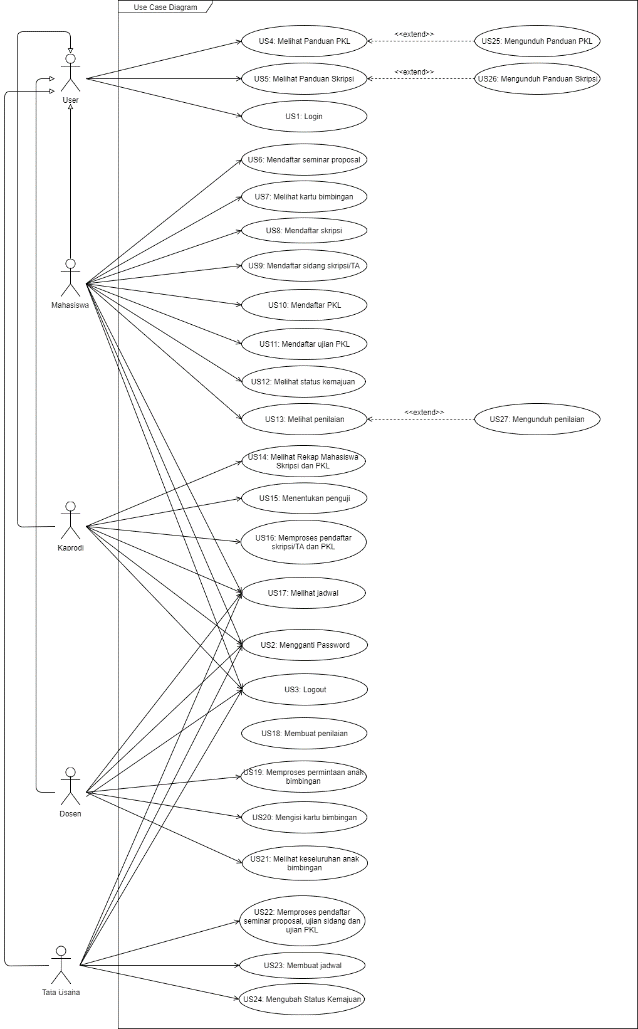 Use Case Diagram
US4: Melihat Panduan PKL
<<extend>>
US25: Mengunduh Panduan PKL
US5: Melihat Panduan Skripsi
<<extend>>
US26: Mengunduh Panduan Skripsi
User
US1: Login
US6: Mendaftar seminar proposal
US7: Melihat kartu bimbingan
US8: Mendaftar skripsi
US9: Mendaftar sidang skripsi/TA
Mahasiswa
US10: Mendaftar PKL
US11: Mendaftar ujian PKL
US12: Melihat status kemajuan
US13: Melihat penilaian
<<extend>>
US27: Mengunduh penilaian
US14: Melihat Rekap Mahasiswa
Skripsi dan PKL
US15: Menentukan penguji
Kaprodi
US16: Memproses pendaftar
skripsi/TA dan PKL
US17: Melihat jadwal
US2: Mengganti Password
US3: Logout
US18: Membuat penilaian
US19: Memproses permintaan anak
bimbingan
Dosen
US20: Mengisi kartu bimbingan
US21: Melihat keseluruhan anak
bimbingan
US22: Memproses pendaftar
seminar proposal, ujian sidang dan
ujian PKL
US23: Membuat jadwal
Tata Usaha
US24: Mengubah Status Kemajuan